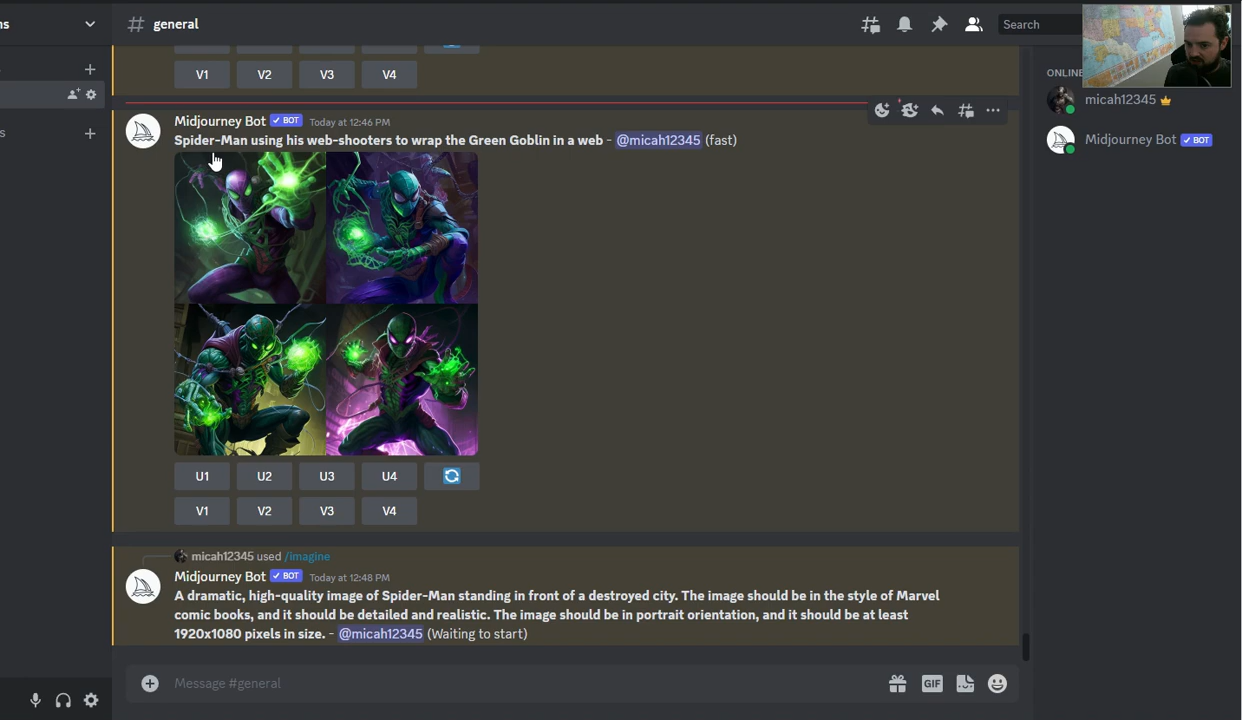 ns
# general
Search
V1 V2 V3 V4
ONLINE
micah12345
Midjourney Bot ✓ BOT
Midjourney Bot ✓ BOT Today at 12:46 PM
Spider-Man using his web-shooters to wrap the Green Goblin in a web - @micah12345 (fast)
s
U1 U2 U3 U4
V1 V2 V3 V4
micah12345 used /imagine
Midjourney Bot ✓ BOT Today at 12:48 PM
A dramatic, high-quality image of Spider-Man standing in front of a destroyed city. The image should be in the style of Marvel
comic books, and it should be detailed and realistic. The image should be in portrait orientation, and it should be at least
1920x1080 pixels in size. - @micah12345 (Waiting to start)
Message #general
GIF